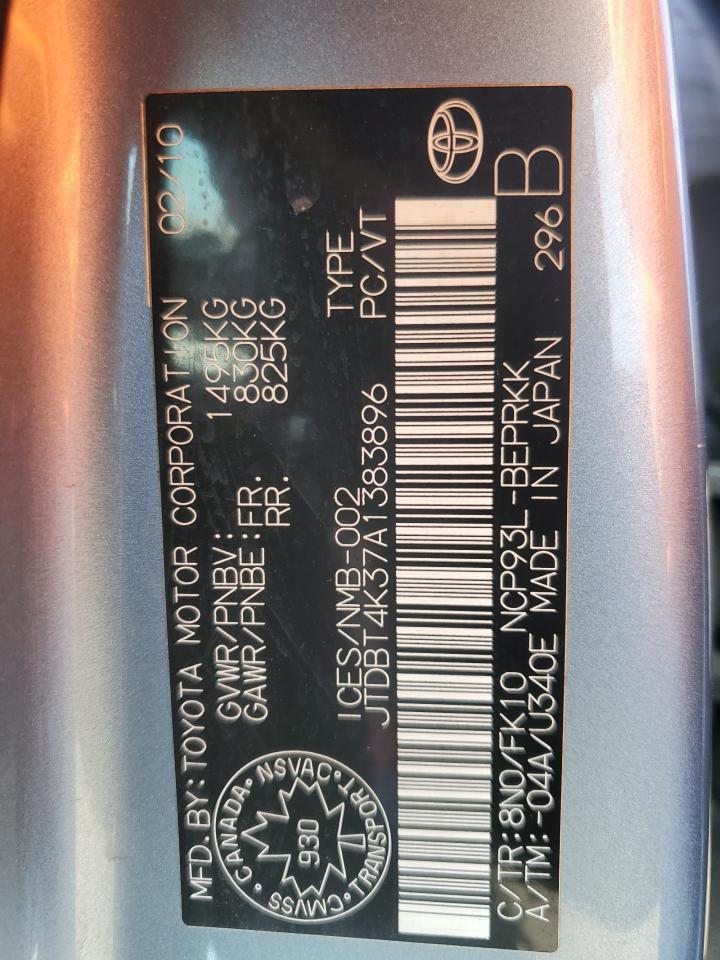 MFD. BY: TOYOTA MOTOR CORPORATION 02/10
GVWR/PNBV: 1495KG
GAWR/PNBE: FR. 830KG
RR. 825KG
ICES/NMB-002 TYPE
JTDBT4K37A1383896 PC/VT
CANADA • NSVAC • TRANSPORT • CMVSS •
930
C/TR: 8N0/FK10 NCP93L-BEPRKK
A/TM: -04A/U340E MADE IN JAPAN 296
B